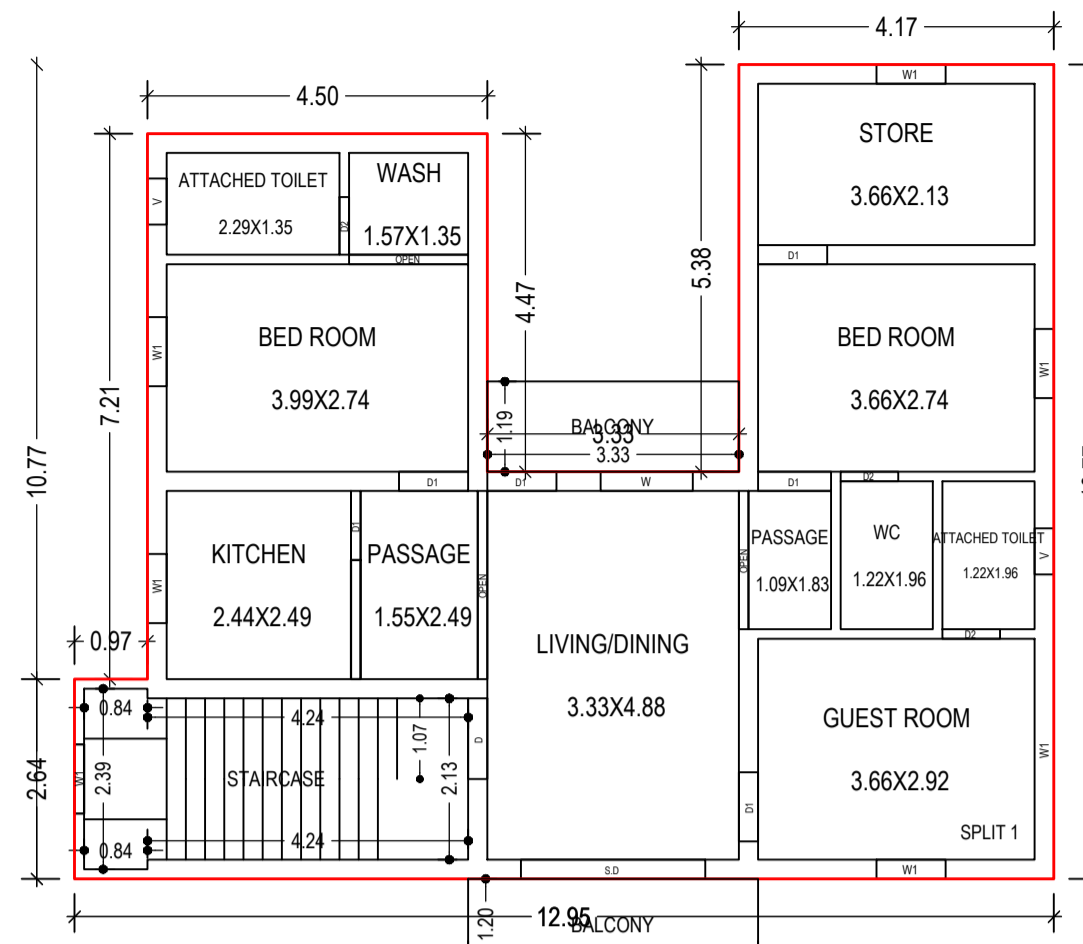 4.17
W1
4.50
STORE
3.66X2.13
ATTACHED TOILET
2.29X1.35
WASH
1.57X1.35
V
D2
OPEN
D1
5.38
4.47
BED ROOM
3.99X2.74
W1
BED ROOM
3.66X2.74
W1
7.21
10.77
1.19
BALCONY
3.33
3.33
D1
D1
W
D1
D2
KITCHEN
2.44X2.49
W1
D1
PASSAGE
1.55X2.49
OPEN
OPEN
PASSAGE
1.09X1.83
WC
1.22X1.96
ATTACHED TOILET
1.22X1.96
V
D2
0.97
LIVING/DINING
3.33X4.88
GUEST ROOM
3.66X2.92
SPLIT 1
W1
2.64
0.84
4.24
1.07
2.13
D
2.39
W1
STAIRCASE
4.24
0.84
D1
S.D
W1
1.20
12.95
BALCONY